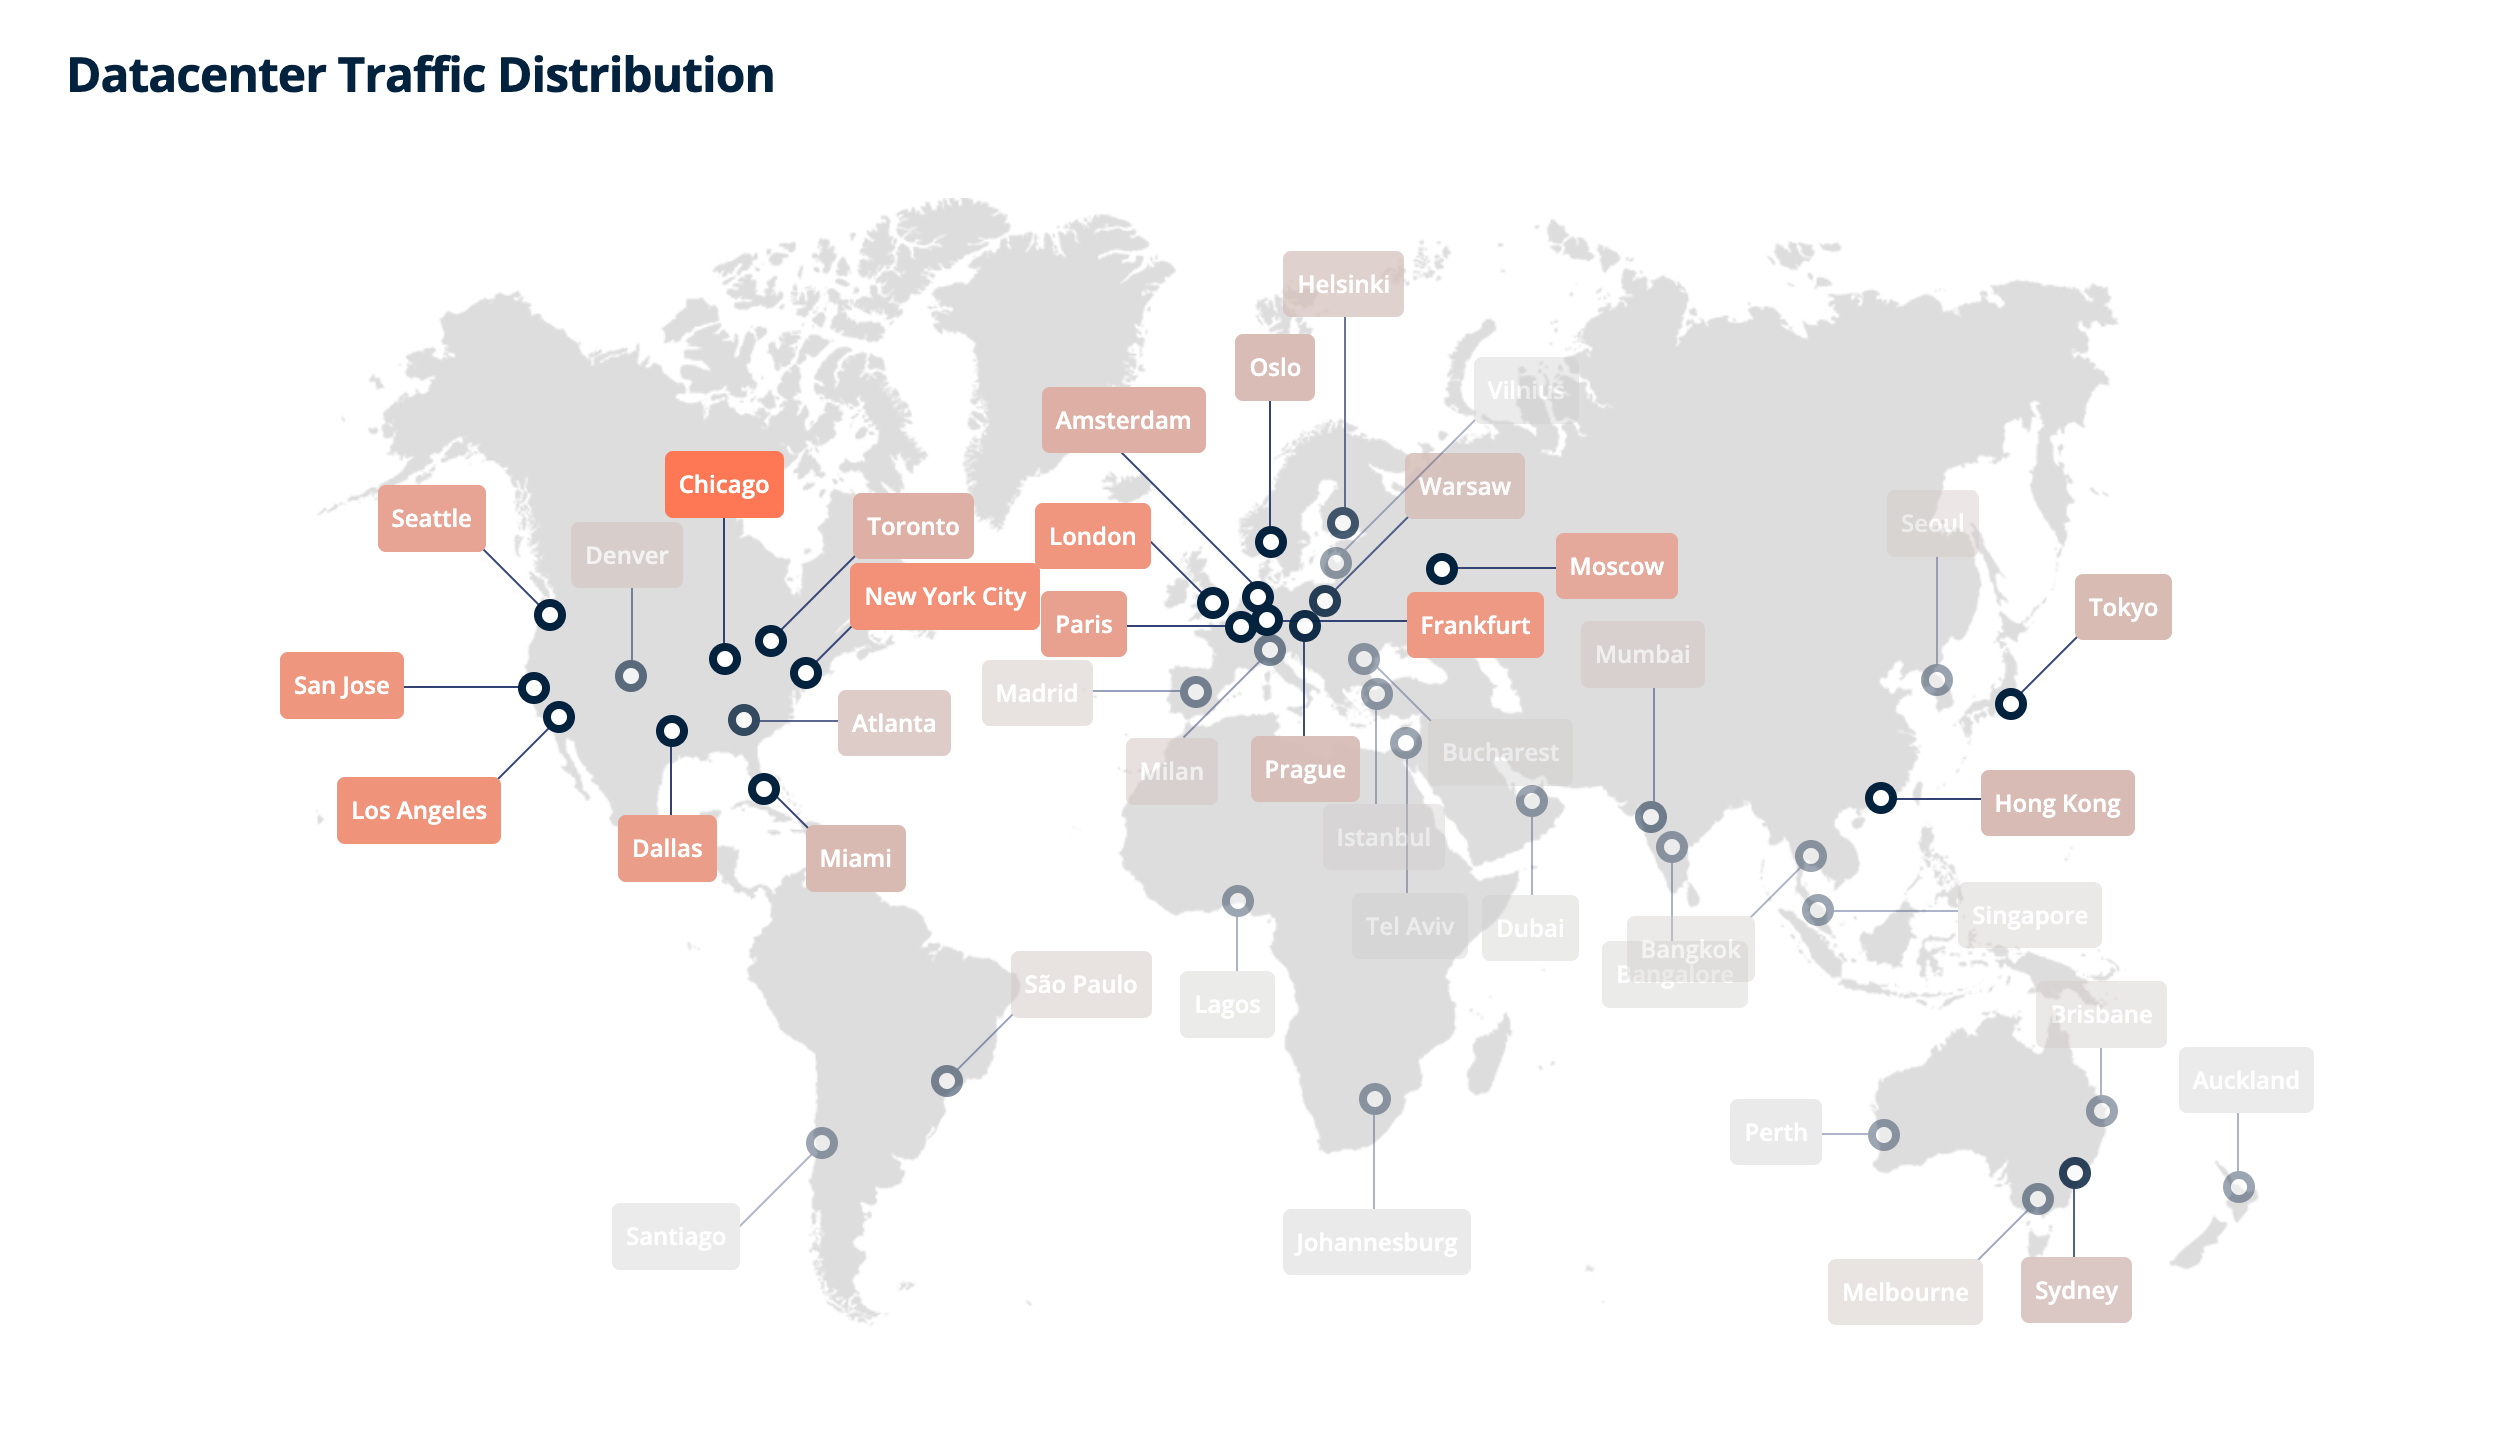 Datacenter Traffic Distribution
Helsinki
Oslo
Vilnius
Amsterdam
Chicago
Warsaw
Seattle
Toronto
London
Seoul
Denver
Moscow
New York City
Tokyo
Paris
Frankfurt
Mumbai
San Jose
Madrid
Atlanta
Milan
Prague
Bucharest
Los Angeles
Hong Kong
Dallas
Miami
Istanbul
Tel Aviv
Dubai
Singapore
Bangkok
Bangalore
São Paulo
Lagos
Brisbane
Auckland
Perth
Santiago
Johannesburg
Melbourne
Sydney